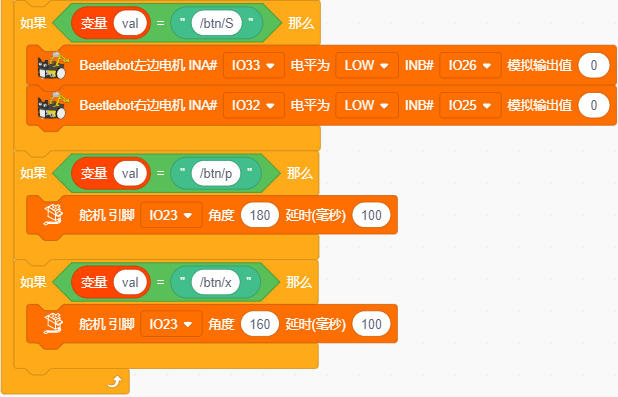 如果 变量 val = " /btn/S " 那么
Beetlebot左边电机 INA# IO33 电平为 LOW INB# IO26 模拟输出值 0
Beetlebot右边电机 INA# IO32 电平为 LOW INB# IO25 模拟输出值 0
如果 变量 val = " /btn/p " 那么
舵机 引脚 IO23 角度 180 延时(毫秒) 100
如果 变量 val = " /btn/x " 那么
舵机 引脚 IO23 角度 160 延时(毫秒) 100